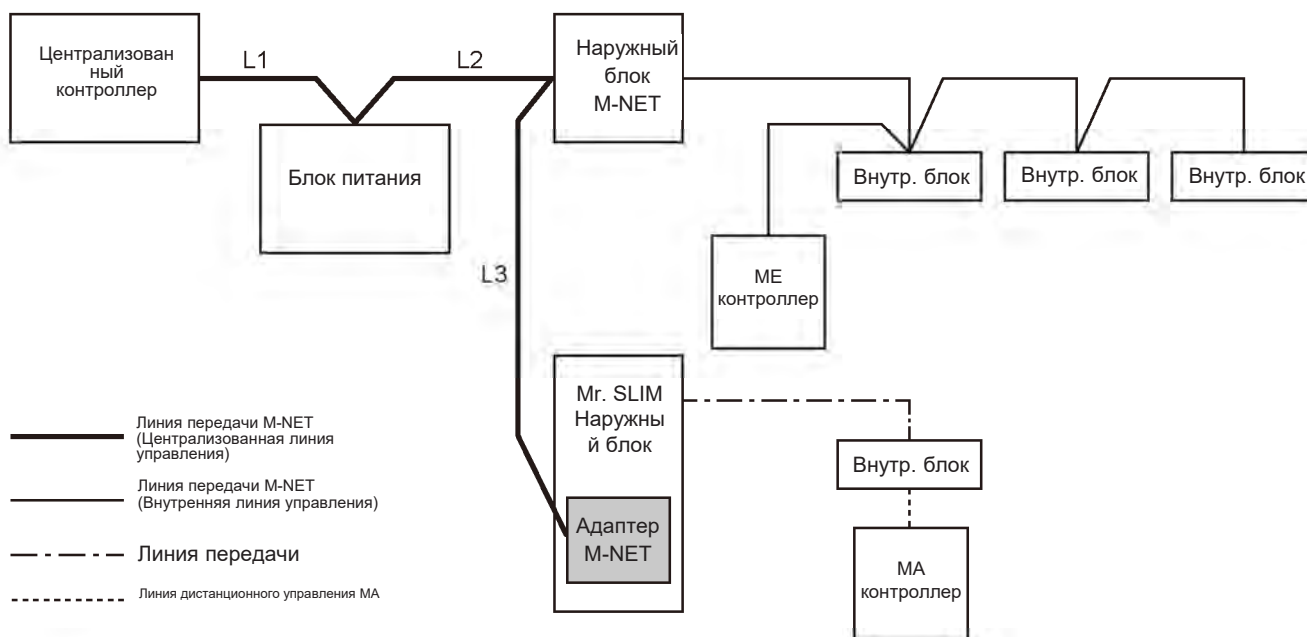 Централизован
ный
контроллер
L1
L2
Наружный
блок
M-NET
Блок питания
Внутр. блок
Внутр. блок
Внутр. блок
ME
контроллер
L3
Mr. SLIM
Наружны
й блок
Адаптер
M-NET
Внутр. блок
MA
контроллер
Линия передачи M-NET
(Централизованная линия
управления)
Линия передачи M-NET
(Внутренняя линия управления)
Линия передачи
Линия дистанционного управления MA